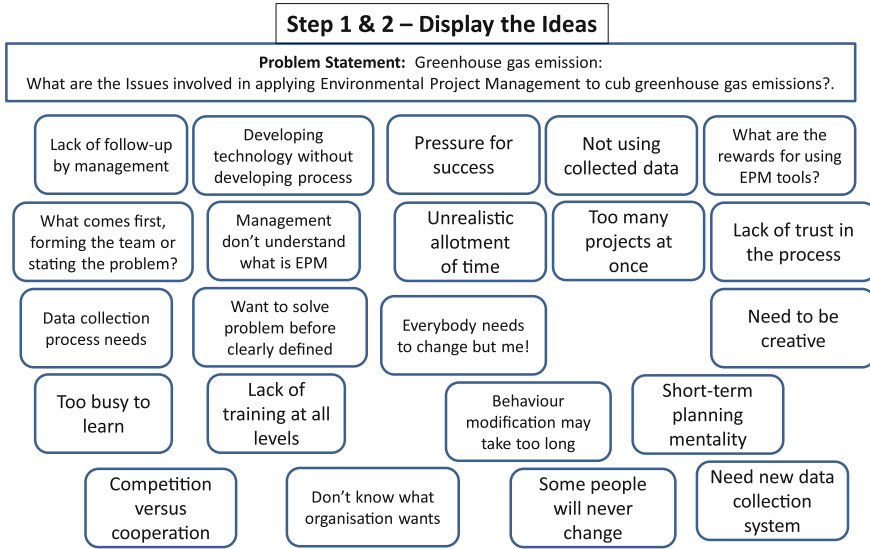 Step 1 & 2 – Display the Ideas
Problem Statement: Greenhouse gas emission:
What are the Issues involved in applying Environmental Project Management to cub greenhouse gas emissions?.
Lack of follow-up
by management
Developing
technology without
developing process
Pressure for
success
Not using
collected data
What are the
rewards for using
EPM tools?
What comes first,
forming the team or
stating the problem?
Management
don’t understand
what is EPM
Unrealistic
allotment
of time
Too many
projects at
once
Lack of trust in
the process
Data collection
process needs
Want to solve
problem before
clearly defined
Everybody needs
to change but me!
Need to be
creative
Too busy to
learn
Lack of
training at all
levels
Behaviour
modification may
take too long
Short-term
planning
mentality
Competition
versus
cooperation
Don’t know what
organisation wants
Some people
will never
change
Need new data
collection
system